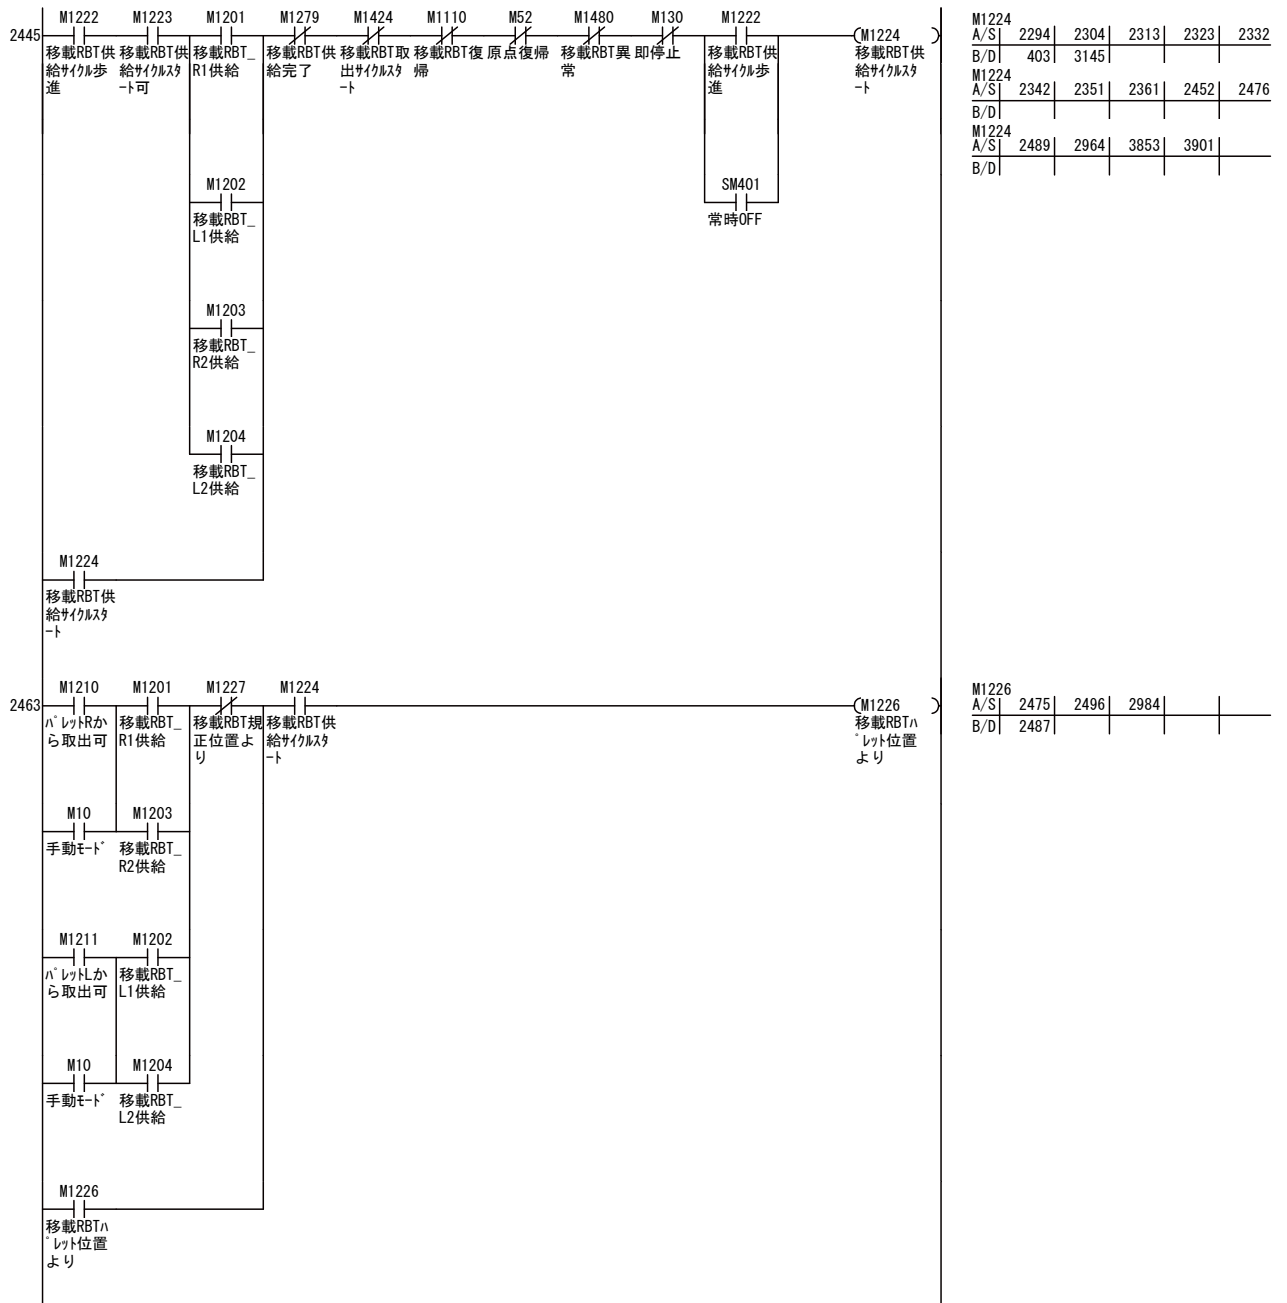 M1222 M1223 M1201 M1279 M1424 M1110 M52 M1480 M130 M1222
2445
移載RBT供 移載RBT供 移載RBT_ 移載RBT供 移載RBT取 移載RBT復 原点復帰 移載RBT異 即停止 移載RBT供
給ｻｲｸﾙ歩 給ｻｲｸﾙｽﾀ R1供給 給完了 出ｻｲｸﾙｽﾀ 帰 常 給ｻｲｸﾙ歩
進 ｰﾄ可 ｰﾄ 進
M1224
移載RBT供
給ｻｲｸﾙｽﾀ
ｰﾄ
M1224
A/S 2294 2304 2313 2323 2332
B/D 403 3145
M1224
A/S 2342 2351 2361 2452 2476
B/D
M1224
A/S 2489 2964 3853 3901
B/D
M1202 SM401
移載RBT_ 常時OFF
L1供給
M1203
移載RBT_
R2供給
M1204
移載RBT_
L2供給
M1224
移載RBT供
給ｻｲｸﾙｽﾀ
ｰﾄ
M1210 M1201 M1227 M1224
2463
ﾊﾟﾚｯﾄRか 移載RBT_ 移載RBT規 移載RBT供
ら取出可 R1供給 正位置よ 給ｻｲｸﾙｽﾀ
り ｰﾄ
M1226
移載RBTﾊ
ﾟﾚｯﾄ位置
より
M1226
A/S 2475 2496 2984
B/D 2487
M10 M1203
手動ﾓｰﾄﾞ 移載RBT_
R2供給
M1211 M1202
ﾊﾟﾚｯﾄLか 移載RBT_
ら取出可 L1供給
M10 M1204
手動ﾓｰﾄﾞ 移載RBT_
L2供給
M1226
移載RBTﾊ
ﾟﾚｯﾄ位置
より